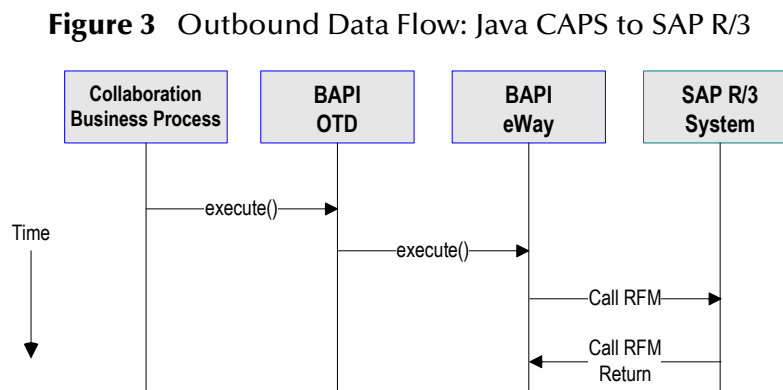 Figure 3 Outbound Data Flow: Java CAPS to SAP R/3
Collaboration
Business Process
BAPI
OTD
BAPI
eWay
SAP R/3
System
execute()
Time
execute()
Call RFM
Call RFM
Return